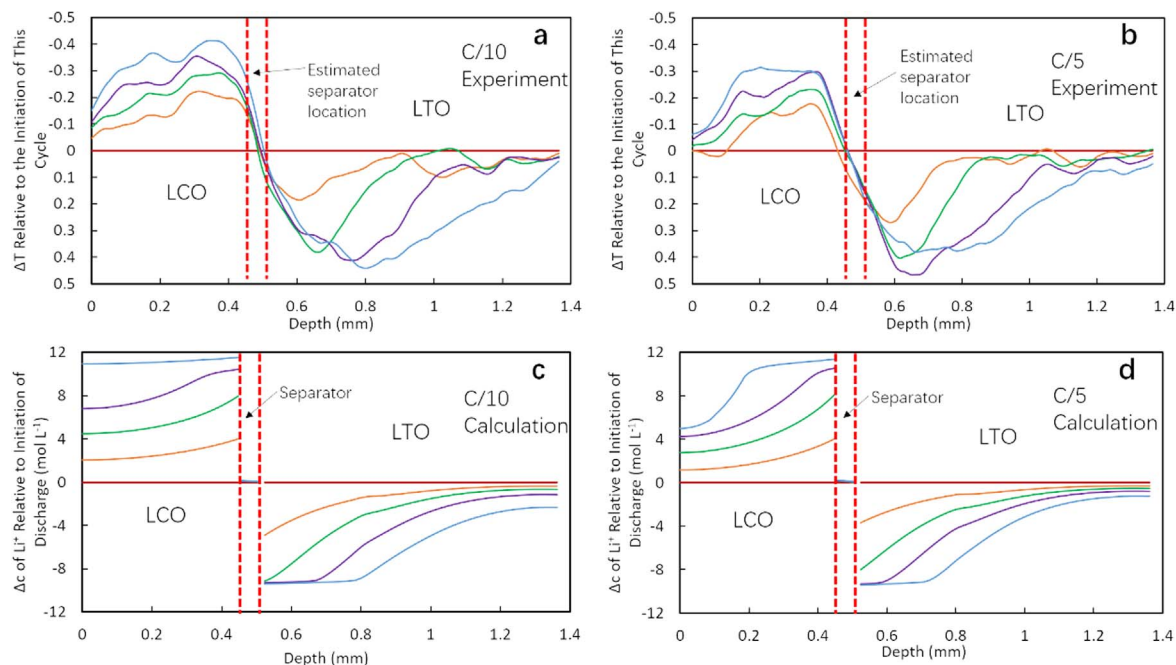 ΔT Relative to the Initiation of This
Cycle
-0.5
-0.4
-0.3
-0.2
-0.1
0
0.1
0.2
0.3
0.4
0.5
0 0.2 0.4 0.6 0.8 1 1.2 1.4
Depth (mm)
a
C/10
Experiment
Estimated
separator
location
LTO
LCO
ΔT Relative to the Initiation of This
Cycle
-0.5
-0.4
-0.3
-0.2
-0.1
0
0.1
0.2
0.3
0.4
0.5
0 0.2 0.4 0.6 0.8 1 1.2 1.4
Depth (mm)
b
C/5
Experiment
Estimated
separator
location
LTO
LCO
Δc of Li⁺ Relative to Initiation of
Discharge (mol L⁻¹)
12
8
4
0
-4
-8
-12
0 0.2 0.4 0.6 0.8 1 1.2 1.4
Depth (mm)
c
C/10
Calculation
Separator
LTO
LCO
Δc of Li⁺ Relative to Initiation of
Discharge (mol L⁻¹)
12
8
4
0
-4
-8
-12
0 0.2 0.4 0.6 0.8 1 1.2 1.4
Depth (mm)
d
C/5
Calculation
Separator
LTO
LCO